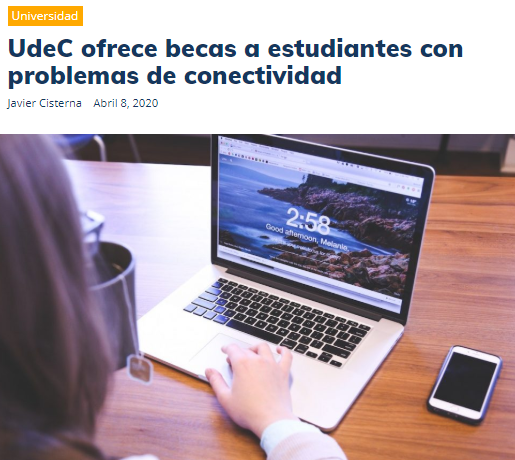 Universidad
UdeC ofrece becas a estudiantes con
problemas de conectividad
Javier Cisterna Abril 8, 2020
2:58
Good afternoon, Melanie.